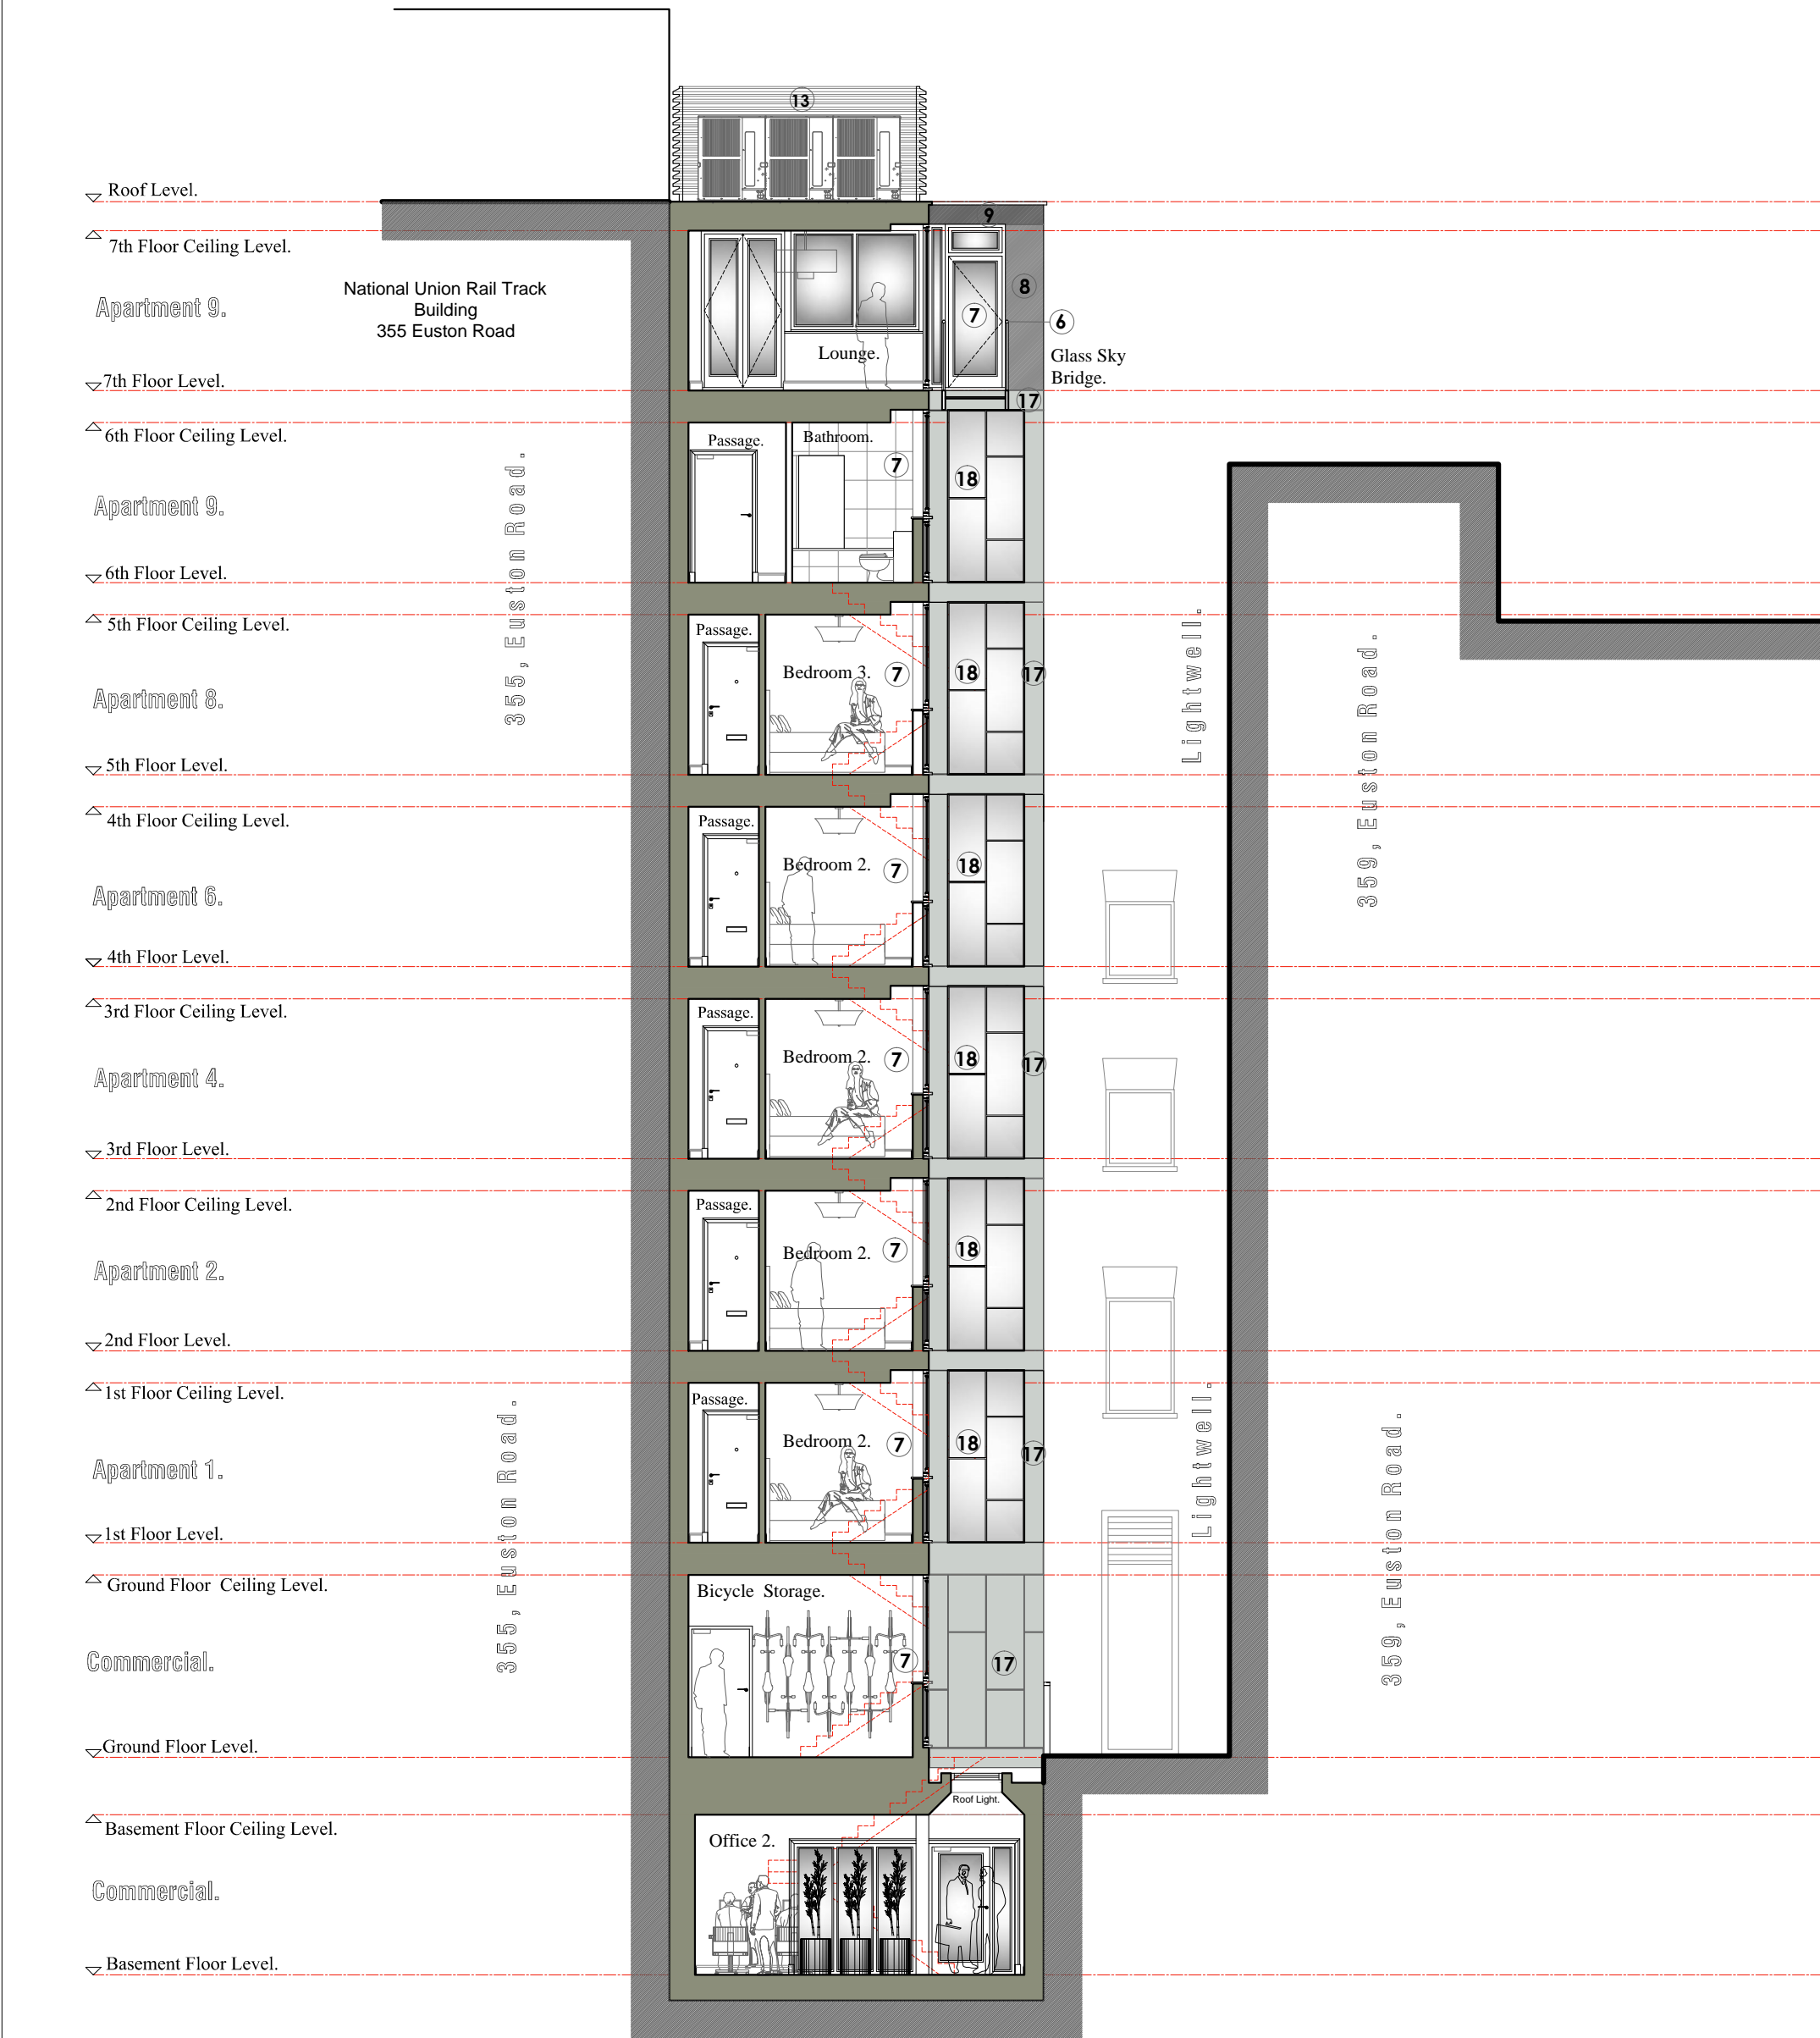 13
Roof Level.
9
7th Floor Ceiling Level.
Apartment 9.
National Union Rail Track
Building
355 Euston Road
8
7
6
Lounge.
Glass Sky
Bridge.
7th Floor Level.
17
6th Floor Ceiling Level.
Passage.
Bathroom.
7
18
355, Euston Road.
Apartment 9.
6th Floor Level.
5th Floor Ceiling Level.
Passage.
Bedroom 3.
7
18
17
Lightwell.
359, Euston Road.
Apartment 8.
5th Floor Level.
4th Floor Ceiling Level.
Passage.
Bedroom 2.
7
18
Apartment 6.
4th Floor Level.
3rd Floor Ceiling Level.
Passage.
Bedroom 2.
7
18
17
Apartment 4.
3rd Floor Level.
2nd Floor Ceiling Level.
Passage.
Bedroom 2.
7
18
Apartment 2.
2nd Floor Level.
1st Floor Ceiling Level.
Passage.
Bedroom 2.
7
18
17
Lightwell.
355, Euston Road.
359, Euston Road.
Apartment 1.
1st Floor Level.
Ground Floor Ceiling Level.
Bicycle Storage.
7
17
Commercial.
Ground Floor Level.
Roof Light.
Basement Floor Ceiling Level.
Office 2.
Commercial.
Basement Floor Level.